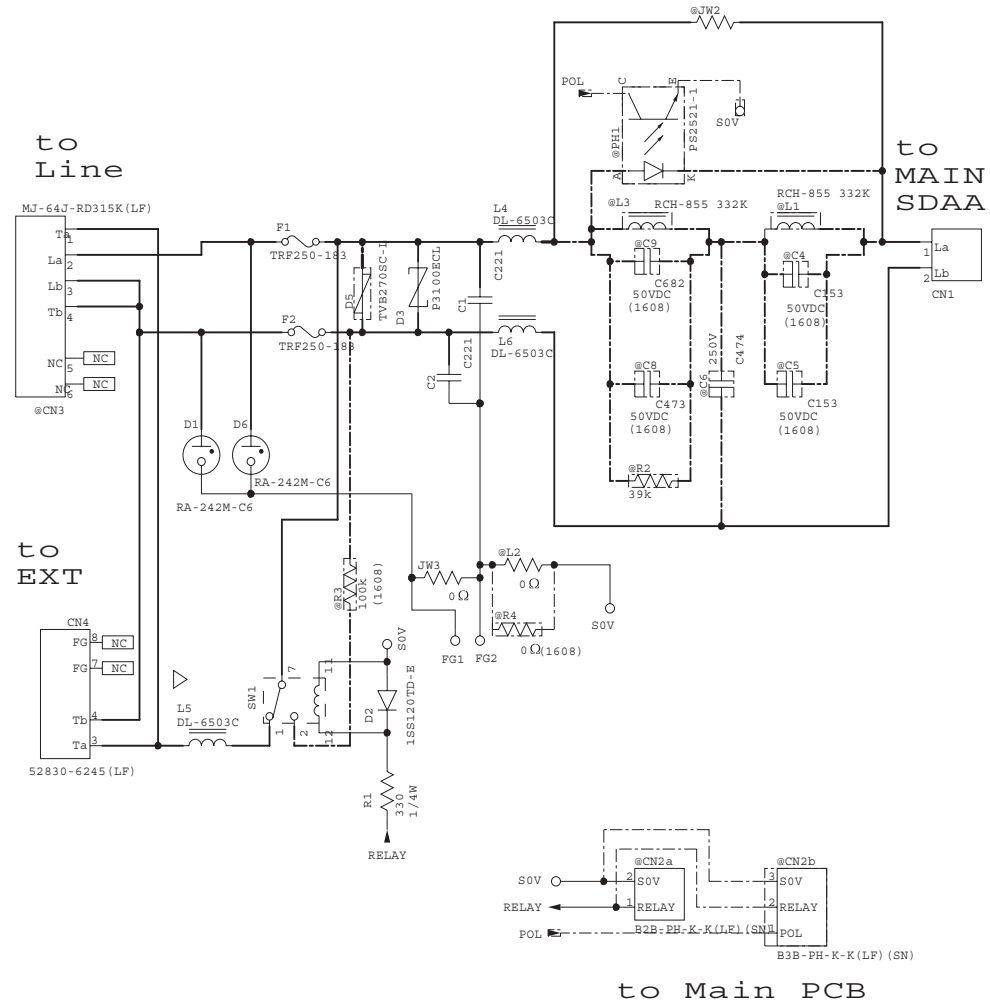 @JW2
POL
C
E
@PH1
PS2521-1
S0V
A
K
to
Line
to
MAIN
SDAA
MJ-64J-RD315K(LF)
Ta
1
La
2
Lb
3
Tb
4
NC
5
NC
NC
6
NC
@CN3
F1
TRF250-183
F2
TRF250-183
D5
TVB270SC-L
D3
P3100ECL
C1
C221
C2
C221
L4
DL-6503C
L6
DL-6503C
@L3
RCH-855 332K
@C9
C682
50VDC
(1608)
@C8
C473
50VDC
(1608)
@R2
39k
@C6
250V
C474
@L1
RCH-855 332K
@C4
C153
50VDC
(1608)
@C5
C153
50VDC
(1608)
La
1
Lb
2
CN1
D1
D6
RA-242M-C6
RA-242M-C6
to
EXT
@R3
100k
(1608)
JW3
0Ω
@L2
0Ω
@R4
0Ω(1608)
S0V
FG1
FG2
CN4
FG
8
NC
FG
7
NC
Tb
4
Ta
3
52830-6245(LF)
L5
DL-6503C
SW1
7
11
1
2
12
S0V
D2
1SS120TD-E
R1
330
1/4W
RELAY
@CN2a
@CN2b
S0V
2
S0V
3
S0V
RELAY
1
RELAY
2
RELAY
POL
B2B-PH-K-K(LF)(SN)
1
POL
B3B-PH-K-K(LF)(SN)
to Main PCB